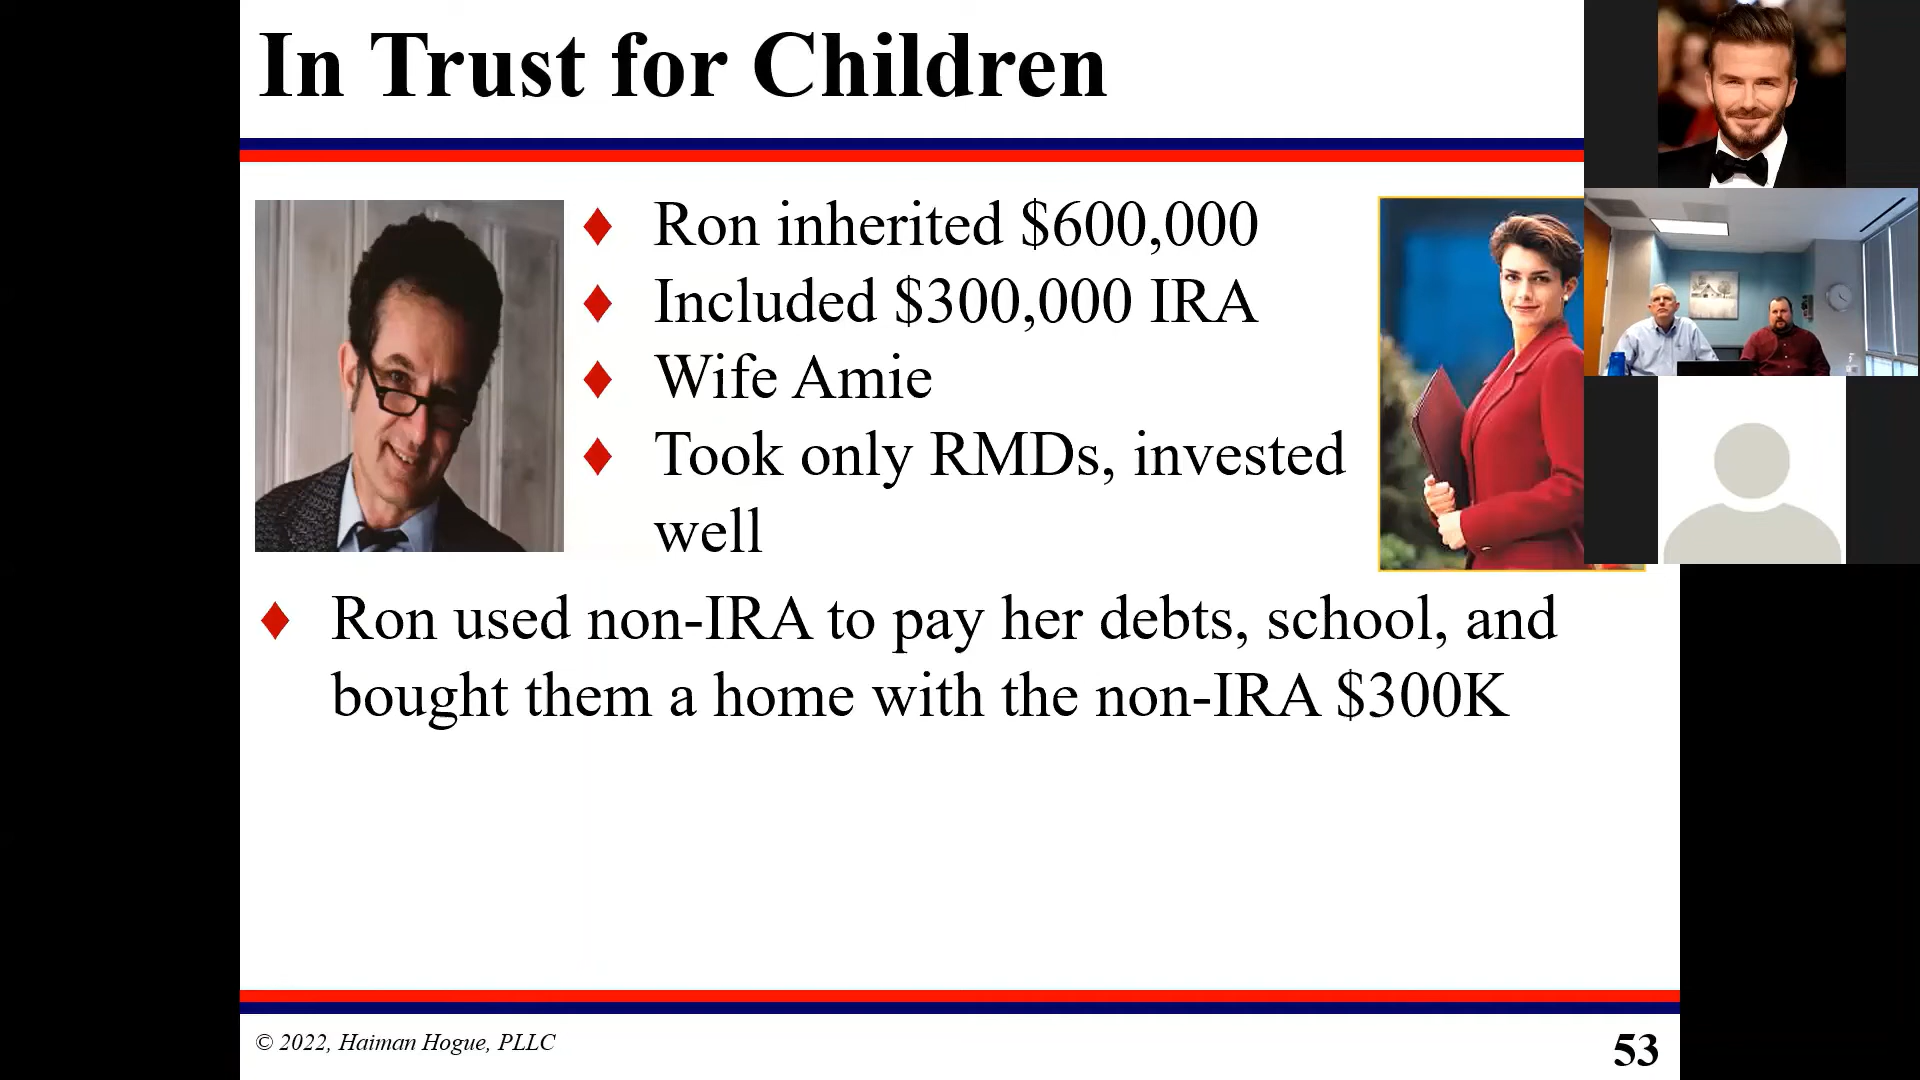 In Trust for Children
Ron inherited $600,000
Included $300,000 IRA
Wife Amie
Took only RMDs, invested
well
Ron used non-IRA to pay her debts, school, and
bought them a home with the non-IRA $300K
© 2022, Haiman Hogue, PLLC
53